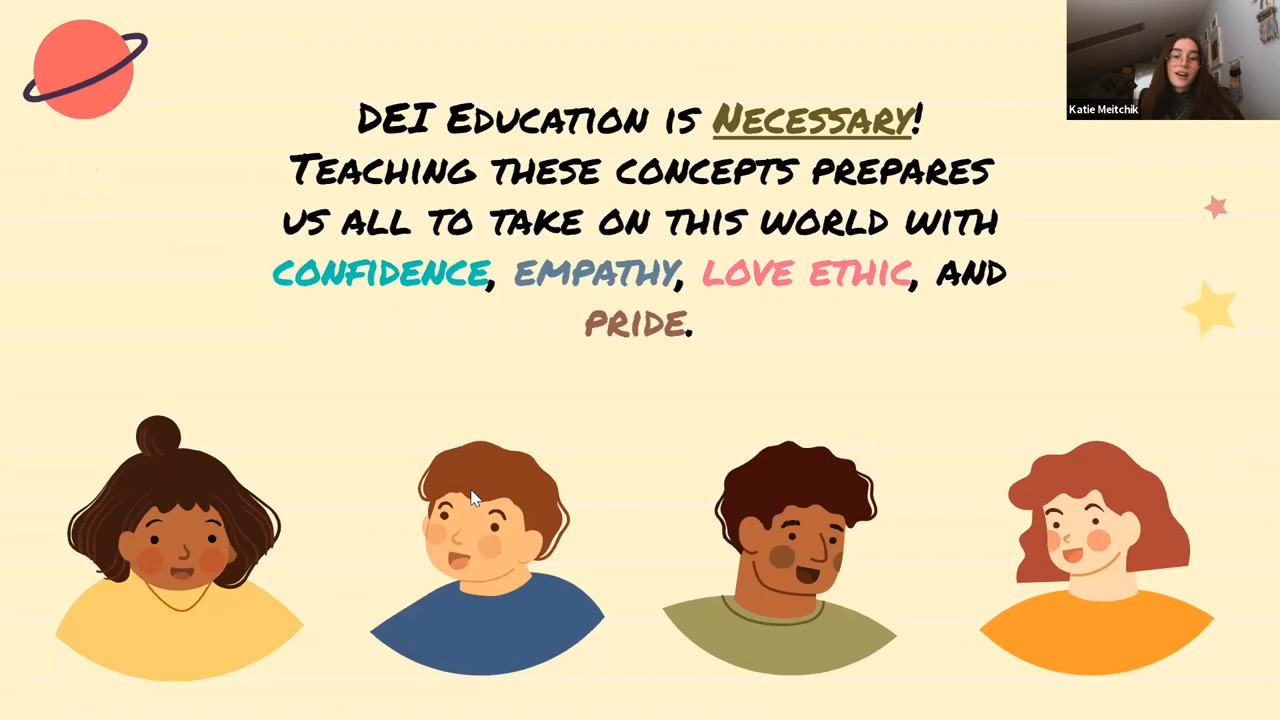 DEI Education is Necessary!
Teaching these concepts prepares
us all to take on this world with
confidence, empathy, love ethic, and
pride.
Katie Meitchik